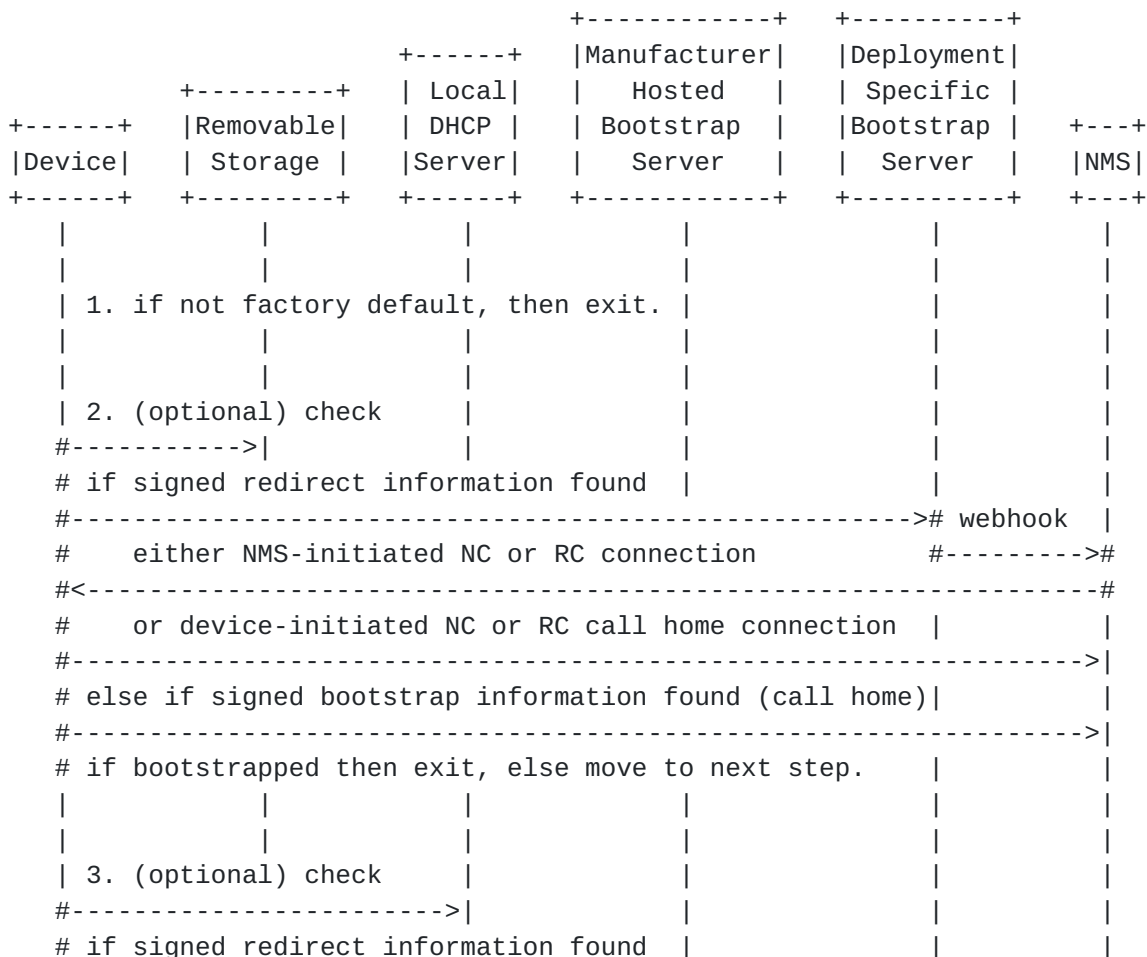 +------------+   +----------+
                         +------+   |Manufacturer|   |Deployment|
           +---------+   | Local|   |   Hosted   |   | Specific |
+------+   |Removable|   | DHCP |   | Bootstrap  |   |Bootstrap |   +---+
|Device|   | Storage |   |Server|   |   Server   |   |  Server  |   |NMS|
+------+   +---------+   +------+   +------------+   +----------+   +---+
   |            |            |             |               |          |
   |            |            |             |               |          |
   | 1. if not factory default, then exit. |               |          |
   |            |            |             |               |          |
   |            |            |             |               |          |
   | 2. (optional) check     |             |               |          |
   #----------->|            |             |               |          |
   # if signed redirect information found  |               |          |
   #------------------------------------------------------># webhook  |
   #    either NMS-initiated NC or RC connection           #--------->#
   #<-----------------------------------------------------------------#
   #    or device-initiated NC or RC call home connection  |          |
   #----------------------------------------------------------------->|
   # else if signed bootstrap information found (call home)|          |
   #----------------------------------------------------------------->|
   # if bootstrapped then exit, else move to next step.    |          |
   |            |            |             |               |          |
   |            |            |             |               |          |
   | 3. (optional) check     |             |               |          |
   #------------------------>|             |               |          |
   # if signed redirect information found  |               |          |